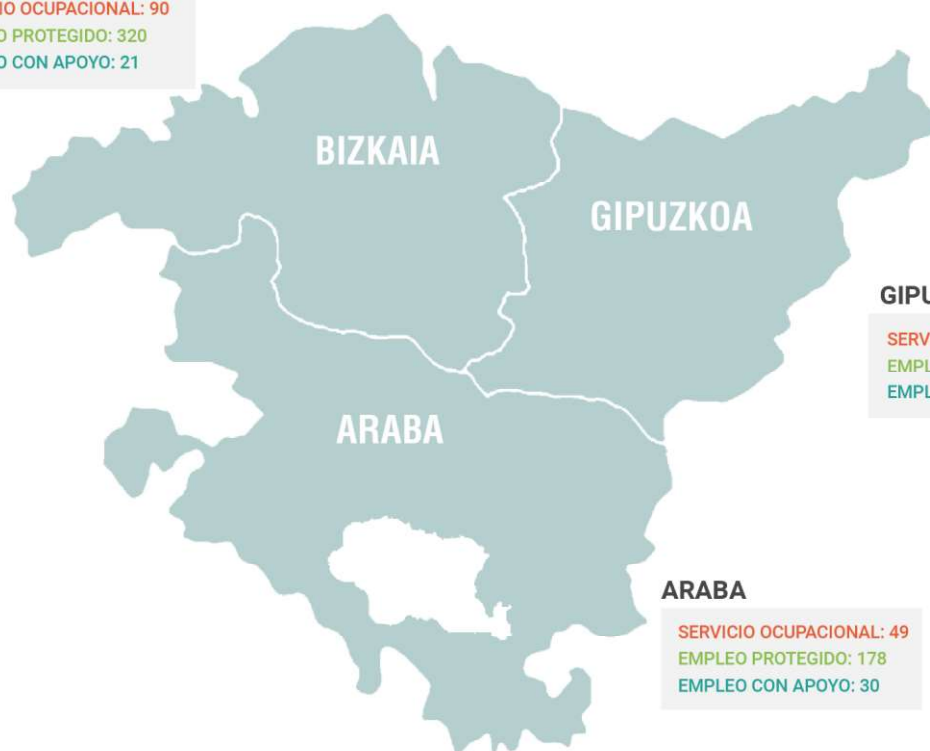 IO OCUPACIONAL: 90
O PROTEGIDO: 320
O CON APOYO: 21
BIZKAIA
GIPUZKOA
GIPU
SERV
EMPL
EMPL
ARABA
ARABA
SERVICIO OCUPACIONAL: 49
EMPLEO PROTEGIDO: 178
EMPLEO CON APOYO: 30